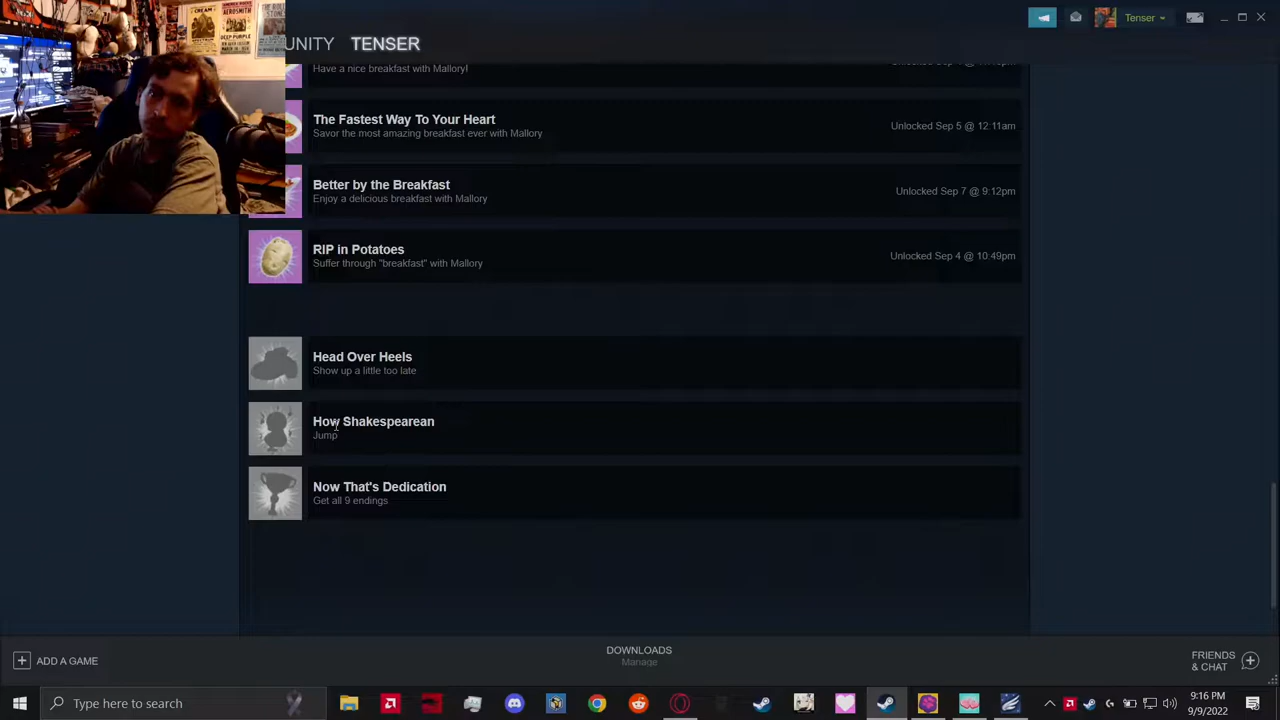 CREAM
AEROSMITH
DEEP PURPLE
UNITY TENSER
Tenser
Have a nice breakfast with Mallory!
The Fastest Way To Your Heart
Savor the most amazing breakfast ever with Mallory
Unlocked Sep 5 @ 12:11am
Better by the Breakfast
Enjoy a delicious breakfast with Mallory
Unlocked Sep 7 @ 9:12pm
RIP in Potatoes
Suffer through "breakfast" with Mallory
Unlocked Sep 4 @ 10:49pm
Head Over Heels
Show up a little too late
How Shakespearean
Jump
Now That's Dedication
Get all 9 endings
+ ADD A GAME
DOWNLOADS
Manage
FRIENDS
& CHAT +
Type here to search
9:16 PM
9/9/2022